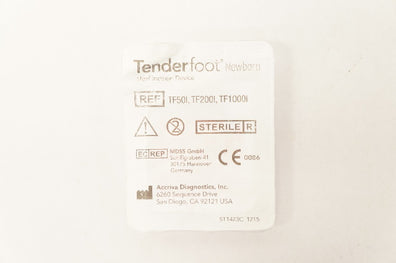 Tenderfoot® Newborn
Heel Incision Device
REF TF50I, TF200I, TF1000I
2 STERILE R
EC REP MDSS GmbH
Schiffgraben 41
30175 Hannover
Germany
CE 0086
Accriva Diagnostics, Inc.
6260 Sequence Drive
San Diego, CA 92121 USA
ST1423C 1215